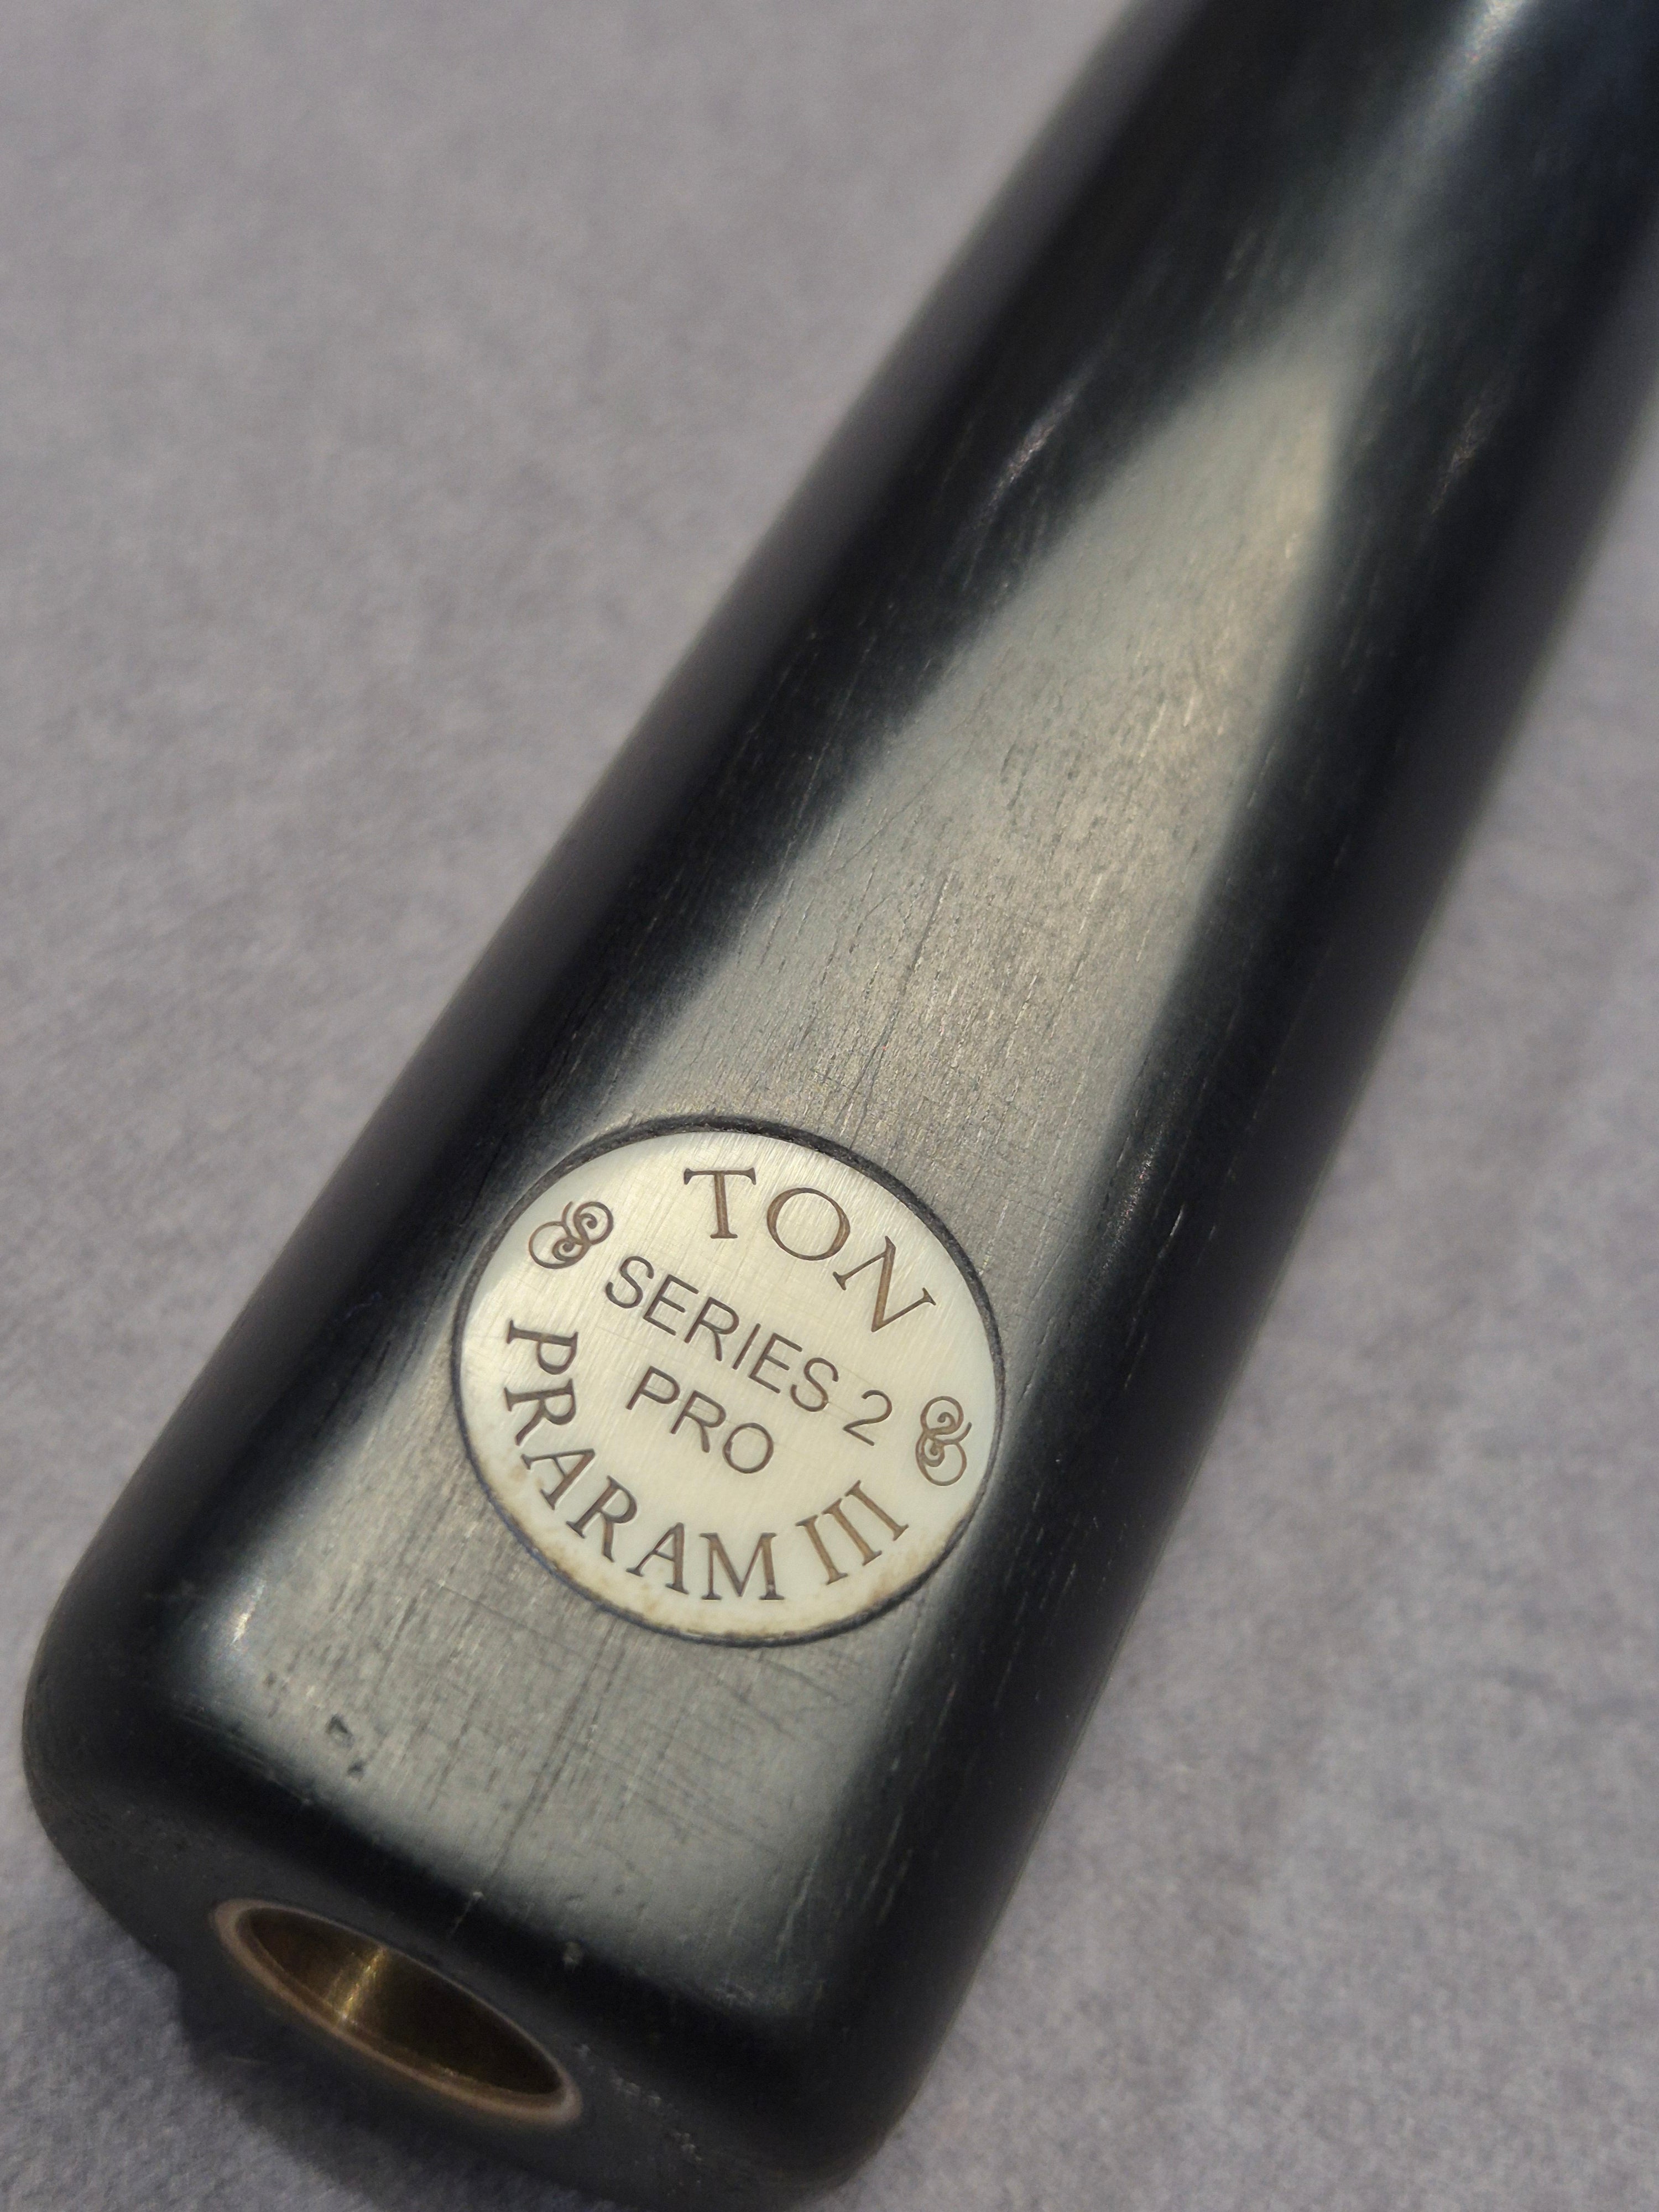 TON
SERIES 2
PRO
PRARAM III